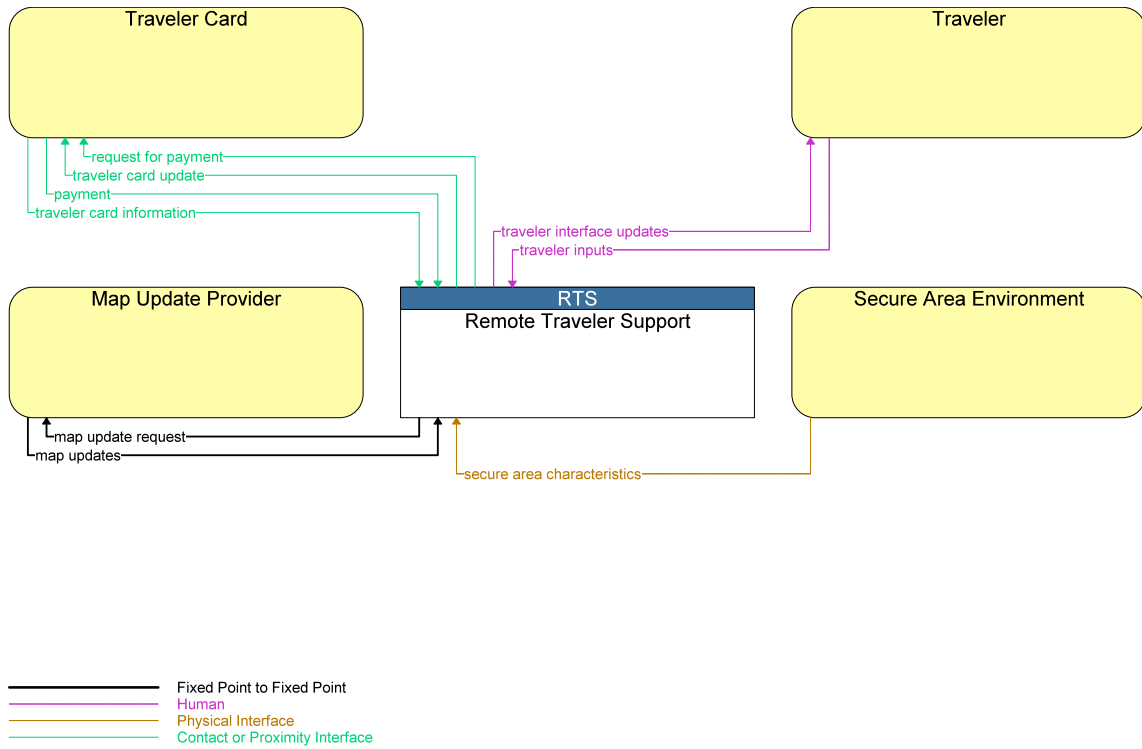 Traveler Card
Traveler
request for payment
traveler card update
payment
traveler card information
traveler interface updates
traveler inputs
Map Update Provider
RTS
Remote Traveler Support
Secure Area Environment
map update request
map updates
secure area characteristics
Fixed Point to Fixed Point
Human
Physical Interface
Contact or Proximity Interface